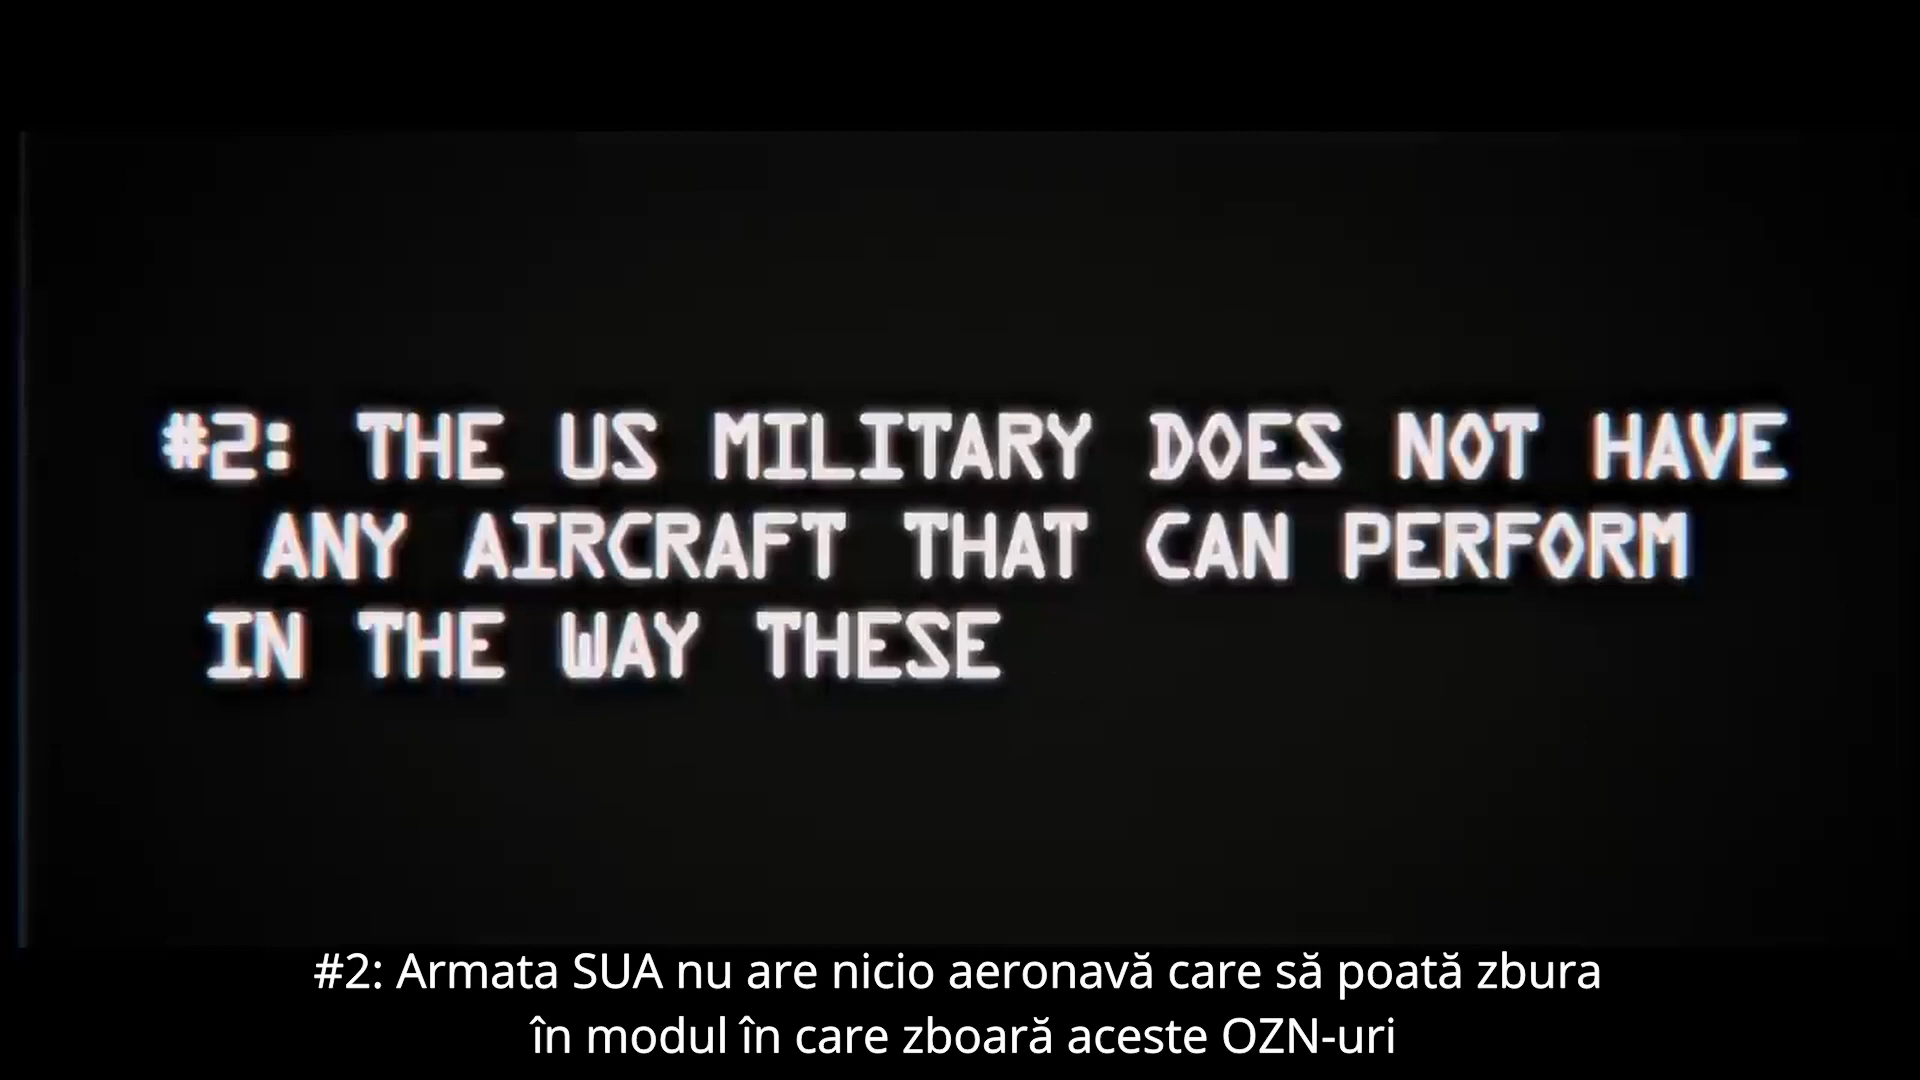 #2: THE US MILITARY DOES NOT HAVE
ANY AIRCRAFT THAT CAN PERFORM
IN THE WAY THESE
#2: Armata SUA nu are nicio aeronavă care să poată zbura
în modul în care zboară aceste OZN-uri